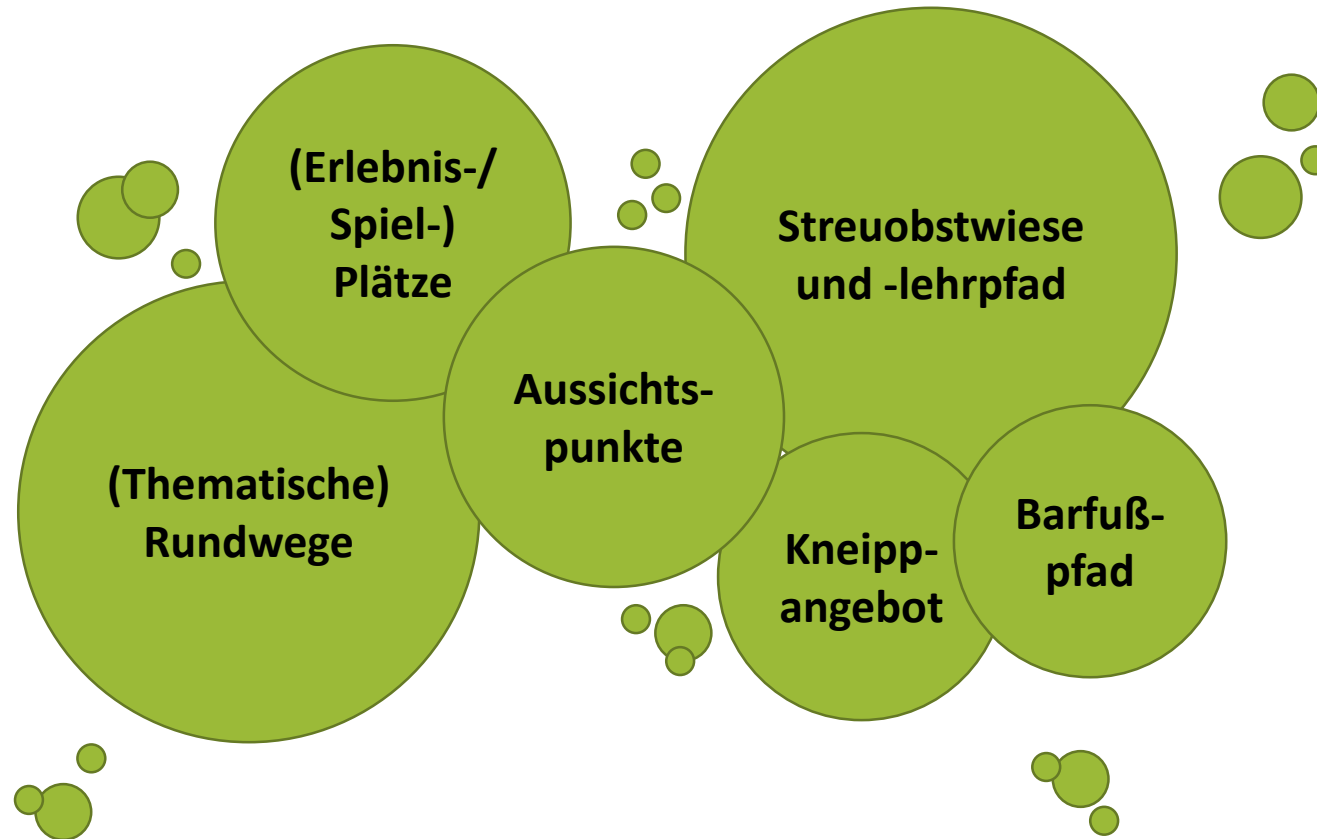 (Erlebnis-/
Spiel-)
Plätze
Streuobstwiese
und -lehrpfad
Aussichts-
punkte
(Thematische)
Rundwege
Kneipp-
angebot
Barfuß-
pfad